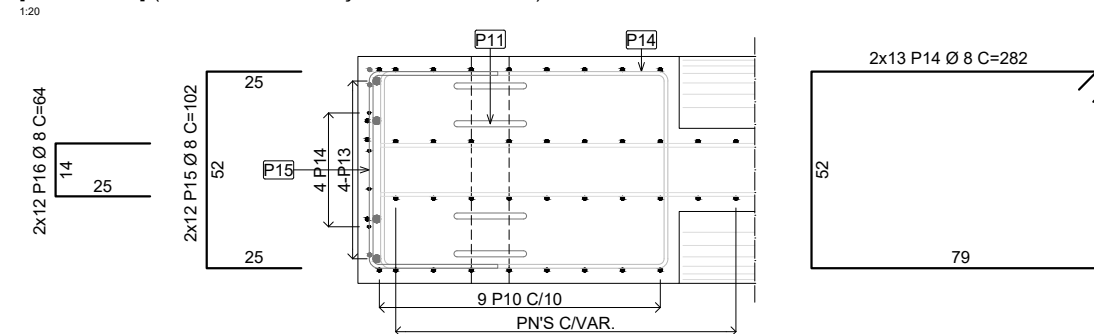 1:20
P11
P14
2x13 P14 Ø 8 C=282
2x12 P16 Ø 8 C=64
14
25
2x12 P15 Ø 8 C=102
25
52
25
P15
4 P14
4 P13
52
79
9 P10 C/10
PN'S C/VAR.